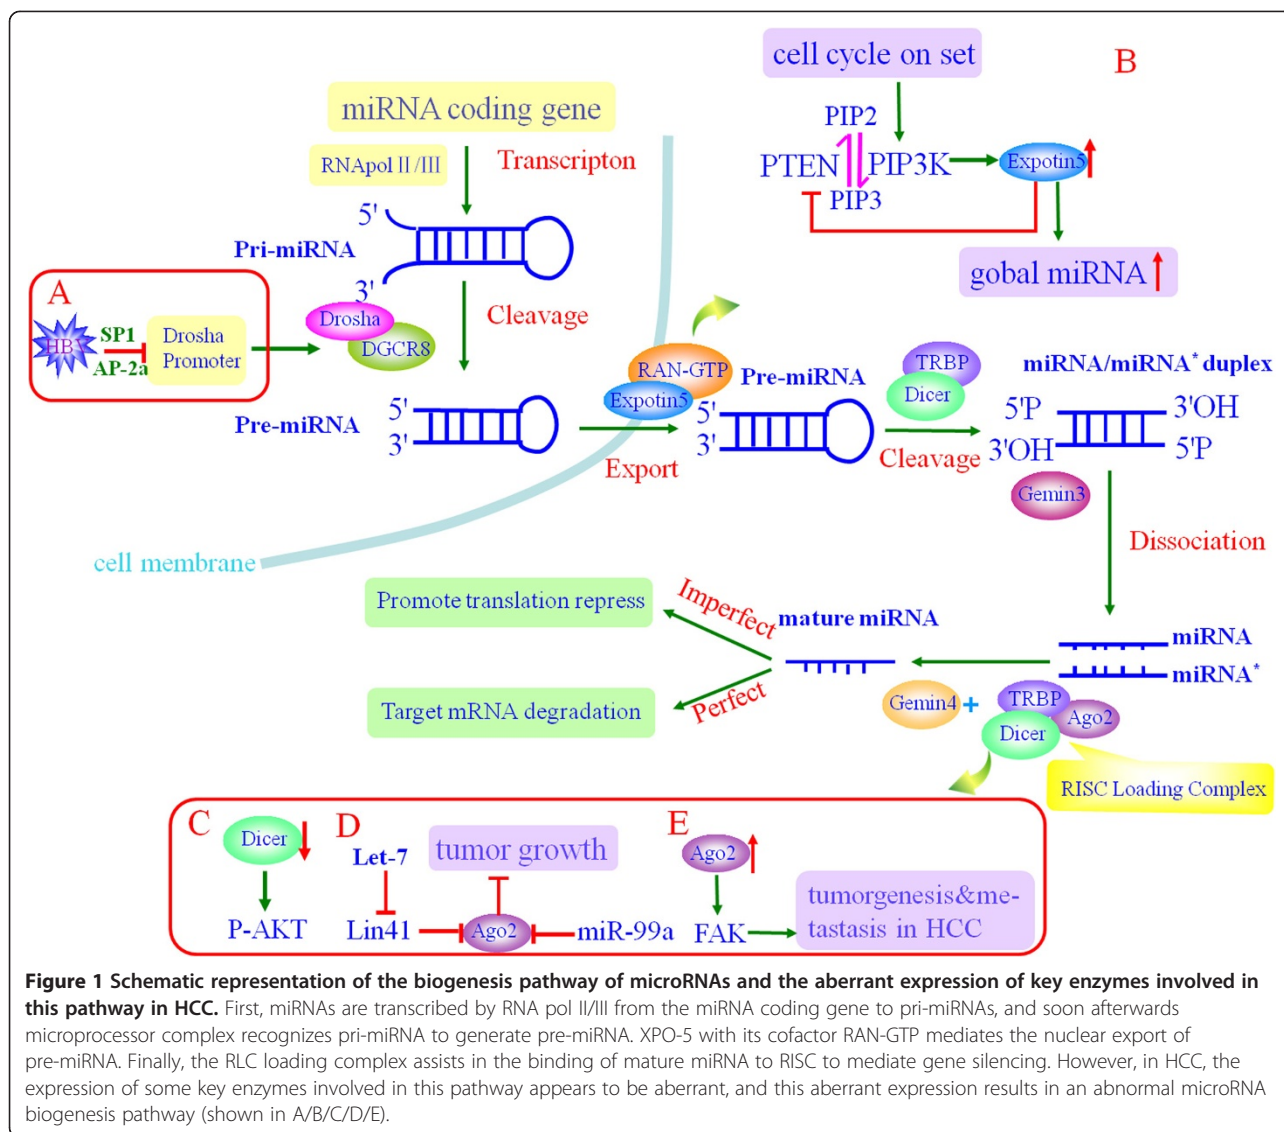 cell cycle on set
B
miRNA coding gene
PIP2
RNApol II/III
Transcripton
PTEN
PIP3K
Expotin5
PIP3
5'
Pri-miRNA
3'
gobal miRNA
A
Cleavage
Drosha
DGCR8
HBV
SP1
AP-2a
Drosha
Promoter
RAN-GTP
Expotin5
Pre-miRNA
TRBP
Dicer
miRNA/miRNA* duplex
Pre-miRNA
5'
3'
5'
3'
5'P
3'OH
3'OH
5'P
Export
Cleavage
Gemin3
Dissociation
cell membrane
Promote translation repress
Imperfect
mature miRNA
miRNA
miRNA*
Target mRNA degradation
Perfect
Gemin4
+
TRBP
Ago2
Dicer
RISC Loading Complex
C
Dicer
P-AKT
D
Let-7
Lin41
tumor growth
Ago2
miR-99a
E
Ago2
FAK
tumorgenesis&me-
tastasis in HCC
Figure 1 Schematic representation of the biogenesis pathway of microRNAs and the aberrant expression of key enzymes involved in
this pathway in HCC. First, miRNAs are transcribed by RNA pol II/III from the miRNA coding gene to pri-miRNAs, and soon afterwards
microprocessor complex recognizes pri-miRNA to generate pre-miRNA. XPO-5 with its cofactor RAN-GTP mediates the nuclear export of
pre-miRNA. Finally, the RLC loading complex assists in the binding of mature miRNA to RISC to mediate gene silencing. However, in HCC, the
expression of some key enzymes involved in this pathway appears to be aberrant, and this aberrant expression results in an abnormal microRNA
biogenesis pathway (shown in A/B/C/D/E).